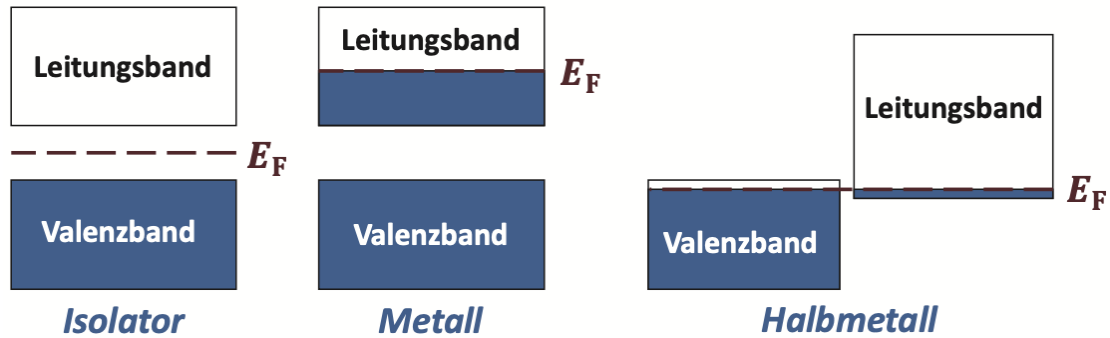 Leitungsband
E_F
Valenzband
Isolator
Leitungsband
E_F
Valenzband
Metall
Leitungsband
E_F
Valenzband
Halbmetall